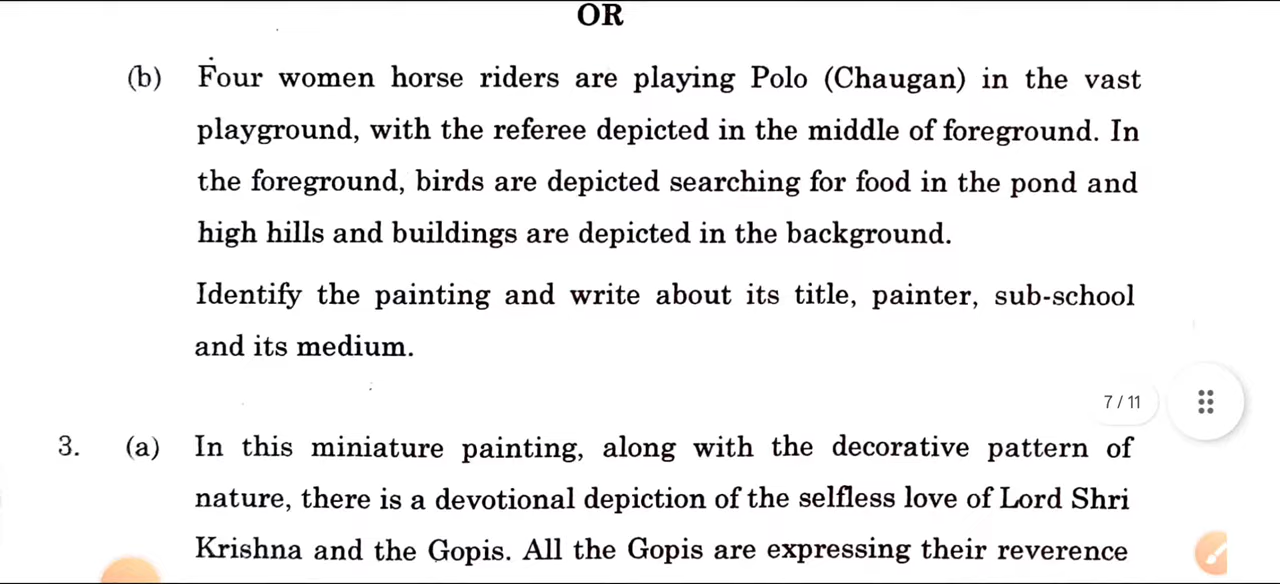 OR
(b) Four women horse riders are playing Polo (Chaugan) in the vast
playground, with the referee depicted in the middle of foreground. In
the foreground, birds are depicted searching for food in the pond and
high hills and buildings are depicted in the background.
Identify the painting and write about its title, painter, sub-school
and its medium.
7 / 11
3. (a) In this miniature painting, along with the decorative pattern of
nature, there is a devotional depiction of the selfless love of Lord Shri
Krishna and the Gopis. All the Gopis are expressing their reverence